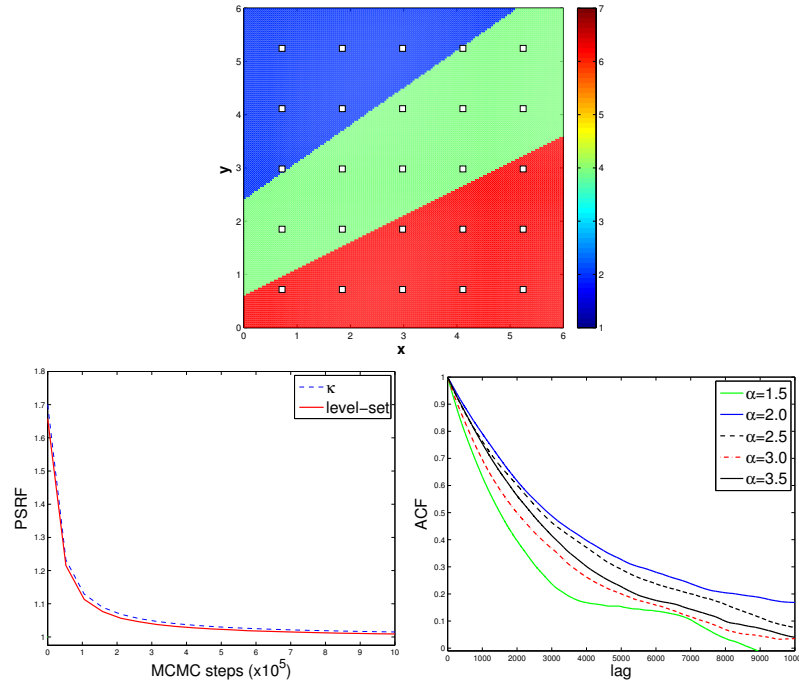 6
5
4
3
2
1
0
y
0 1 2 3 4 5 6
x
7
6
5
4
3
2
1
1.8
1.7
1.6
1.5
1.4
1.3
1.2
1.1
1
PSRF
κ
level-set
0 1 2 3 4 5 6 7 8 9 10
MCMC steps (x10⁵)
1
0.9
0.8
0.7
0.6
0.5
0.4
0.3
0.2
0.1
0
ACF
α=1.5
α=2.0
α=2.5
α=3.0
α=3.5
0 1000 2000 3000 4000 5000 6000 7000 8000 9000 10000
lag